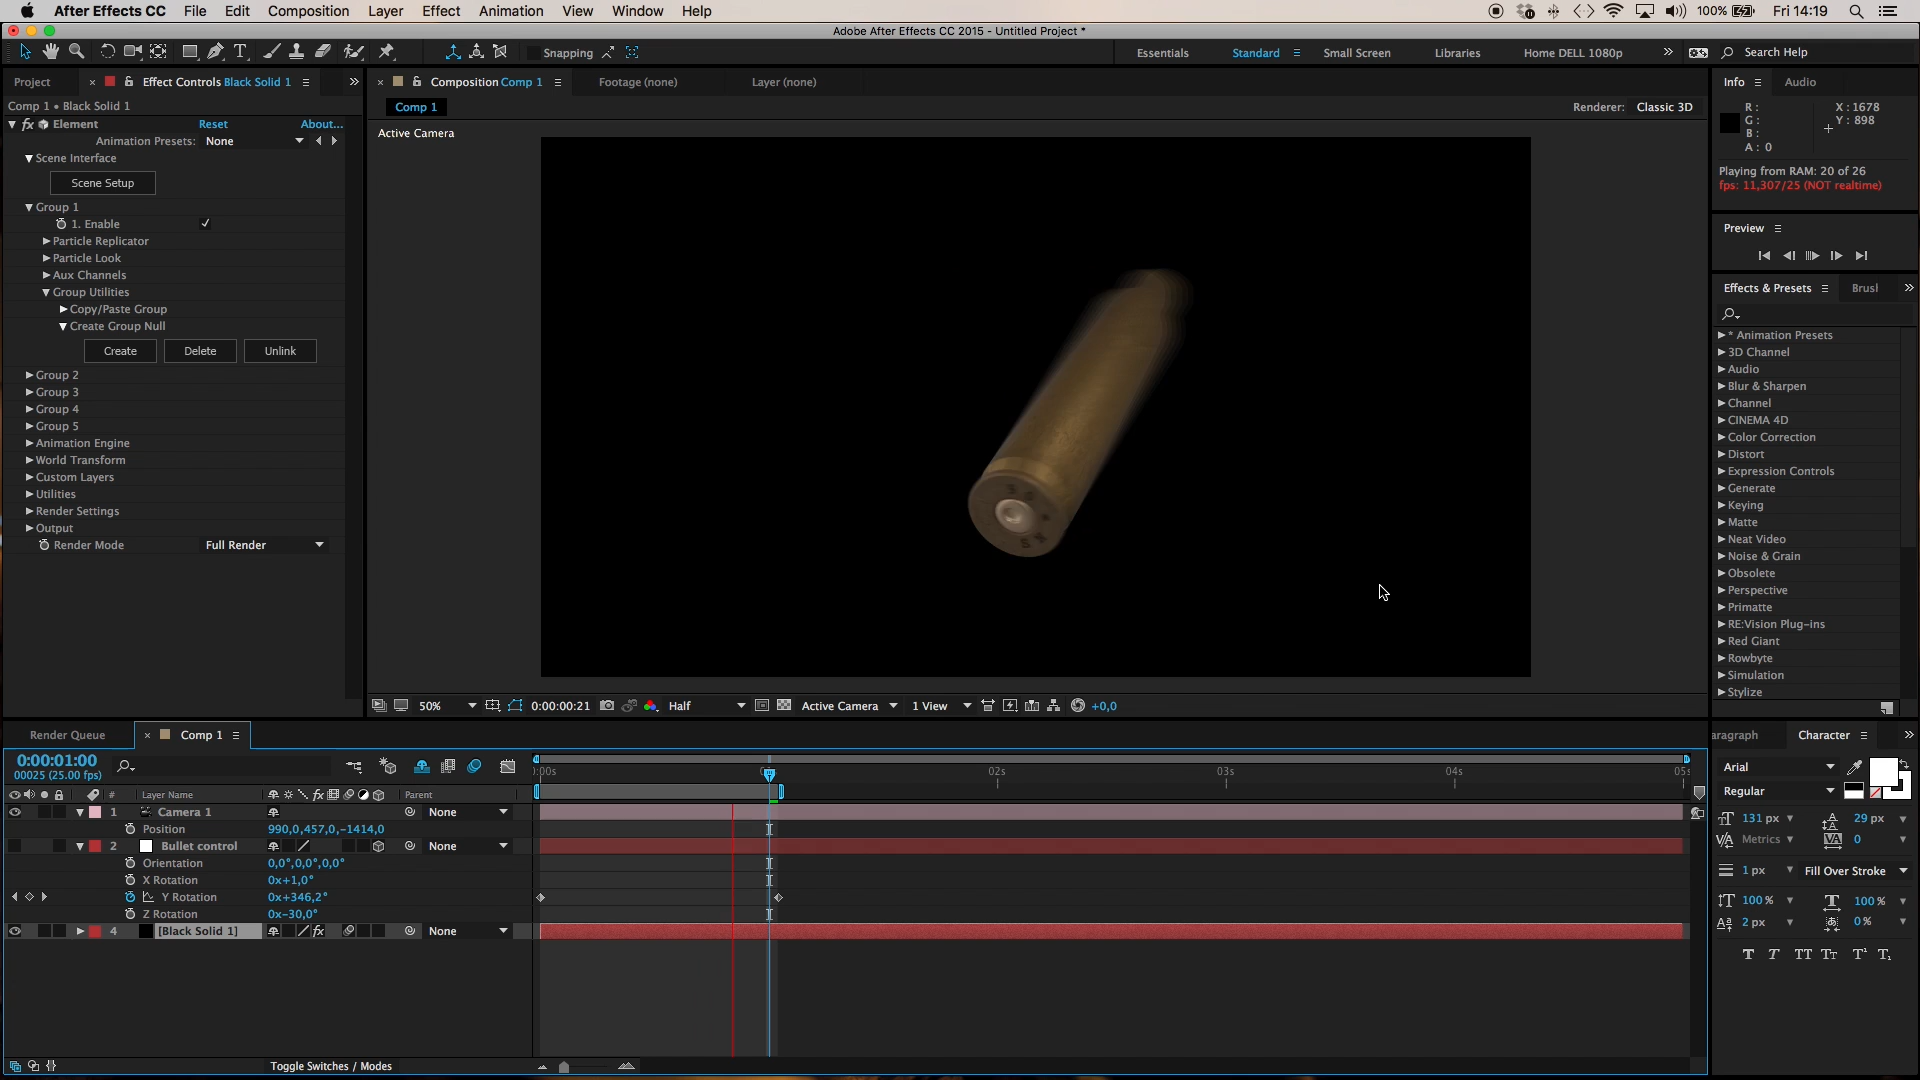 After Effects CC File Edit Composition Layer Effect Animation View Window Help 100% Fri 14:19
Adobe After Effects CC 2015 - Untitled Project *
Snapping Essentials Standard Small Screen Libraries Home DELL 1080p Search Help
Project Effect Controls Black Solid 1 Composition Comp 1 Footage (none) Layer (none) Info Audio
Comp 1 • Black Solid 1
Comp 1
Renderer: Classic 3D
Active Camera
fx Element Reset About...
Animation Presets: None
Scene Interface
Scene Setup
Group 1
1. Enable
Particle Replicator
Particle Look
Aux Channels
Group Utilities
Copy/Paste Group
Create Group Null
Create Delete Unlink
Group 2
Group 3
Group 4
Group 5
Animation Engine
World Transform
Custom Layers
Utilities
Render Settings
Output
Render Mode Full Render
R: X: 1678
G: Y: 898
B:
A: 0
Playing from RAM: 20 of 26
fps: 11,307/25 (NOT realtime)
Preview
Effects & Presets Brusl
* Animation Presets
3D Channel
Audio
Blur & Sharpen
Channel
CINEMA 4D
Color Correction
Distort
Expression Controls
Generate
Keying
Matte
Neat Video
Noise & Grain
Obsolete
Perspective
Primatte
RE:Vision Plug-ins
Red Giant
Rowbyte
Simulation
Stylize
50% 0:00:00:21 Half Active Camera 1 View +0,0
Render Queue Comp 1
0:00:01:00
00025 (25.00 fps)
:00s 02s 03s 04s 05s
# Layer Name fx Parent
1 Camera 1 None
Position 990,0,457,0,-1414,0
2 Bullet control None
Orientation 0,0°,0,0°,0,0°
X Rotation 0x+1,0°
Y Rotation 0x+346,2°
Z Rotation 0x-30,0°
4 [Black Solid 1] fx None
Toggle Switches / Modes
aragraph Character
Arial
Regular
131 px 29 px
Metrics 0
1 px Fill Over Stroke
100% 100%
2 px 0%
T T TT Tt T¹ T₁